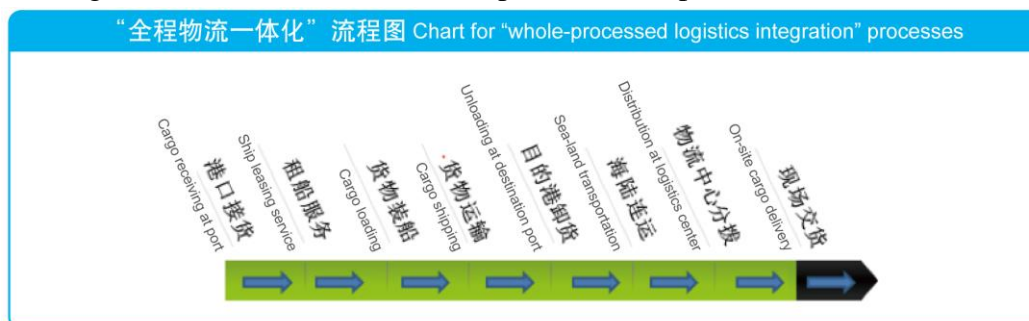 “全程物流一体化”流程图 Chart for “whole-processed logistics integration” processes
港口接货
Cargo receiving at port
租船服务
Ship leasing service
货物装船
Cargo loading
货物运输
Cargo shipping
目的港卸货
Unloading at destination port
海陆连运
Sea-land transportation
物流中心分拨
Distribution at logistics center
现场交货
On-site cargo delivery